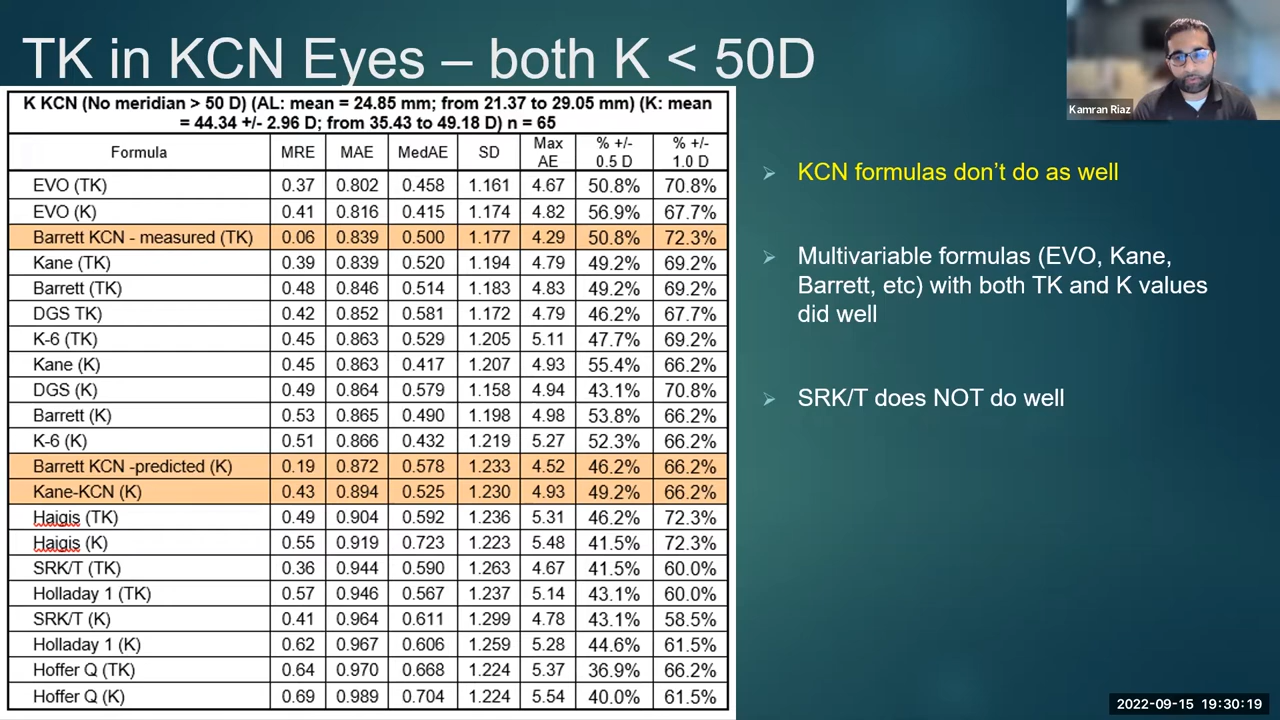 TK in KCN Eyes – both K < 50D
Kamran Riaz
K KCN (No meridian > 50 D) (AL: mean = 24.85 mm; from 21.37 to 29.05 mm) (K: mean
= 44.34 +/- 2.96 D; from 35.43 to 49.18 D) n = 65
Formula MRE MAE MedAE SD Max AE % +/- 0.5 D % +/- 1.0 D
EVO (TK) 0.37 0.802 0.458 1.161 4.67 50.8% 70.8%
EVO (K) 0.41 0.816 0.415 1.174 4.82 56.9% 67.7%
Barrett KCN - measured (TK) 0.06 0.839 0.500 1.177 4.29 50.8% 72.3%
Kane (TK) 0.39 0.839 0.520 1.194 4.79 49.2% 69.2%
Barrett (TK) 0.48 0.846 0.514 1.183 4.83 49.2% 69.2%
DGS TK) 0.42 0.852 0.581 1.172 4.79 46.2% 67.7%
K-6 (TK) 0.45 0.863 0.529 1.205 5.11 47.7% 69.2%
Kane (K) 0.45 0.863 0.417 1.207 4.93 55.4% 66.2%
DGS (K) 0.49 0.864 0.579 1.158 4.94 43.1% 70.8%
Barrett (K) 0.53 0.865 0.490 1.198 4.98 53.8% 66.2%
K-6 (K) 0.51 0.866 0.432 1.219 5.27 52.3% 66.2%
Barrett KCN -predicted (K) 0.19 0.872 0.578 1.233 4.52 46.2% 66.2%
Kane-KCN (K) 0.43 0.894 0.525 1.230 4.93 49.2% 66.2%
Haigis (TK) 0.49 0.904 0.592 1.236 5.31 46.2% 72.3%
Haigis (K) 0.55 0.919 0.723 1.223 5.48 41.5% 72.3%
SRK/T (TK) 0.36 0.944 0.590 1.263 4.67 41.5% 60.0%
Holladay 1 (TK) 0.57 0.946 0.567 1.237 5.14 43.1% 60.0%
SRK/T (K) 0.41 0.964 0.611 1.299 4.78 43.1% 58.5%
Holladay 1 (K) 0.62 0.967 0.606 1.259 5.28 44.6% 61.5%
Hoffer Q (TK) 0.64 0.970 0.668 1.224 5.37 36.9% 66.2%
Hoffer Q (K) 0.69 0.989 0.704 1.224 5.54 40.0% 61.5%
KCN formulas don't do as well
Multivariable formulas (EVO, Kane,
Barrett, etc) with both TK and K values
did well
SRK/T does NOT do well
2022-09-15 19:30:19